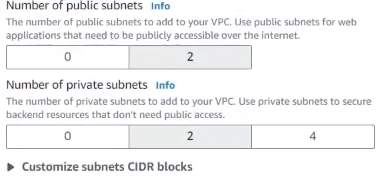 Number of public subnets Info
The number of public subnets to add to your VPC. Use public subnets for web
applications that need to be publicly accessible over the internet.
0 2
Number of private subnets Info
The number of private subnets to add to your VPC. Use private subnets to secure
backend resources that don't need public access.
0 2 4
Customize subnets CIDR blocks